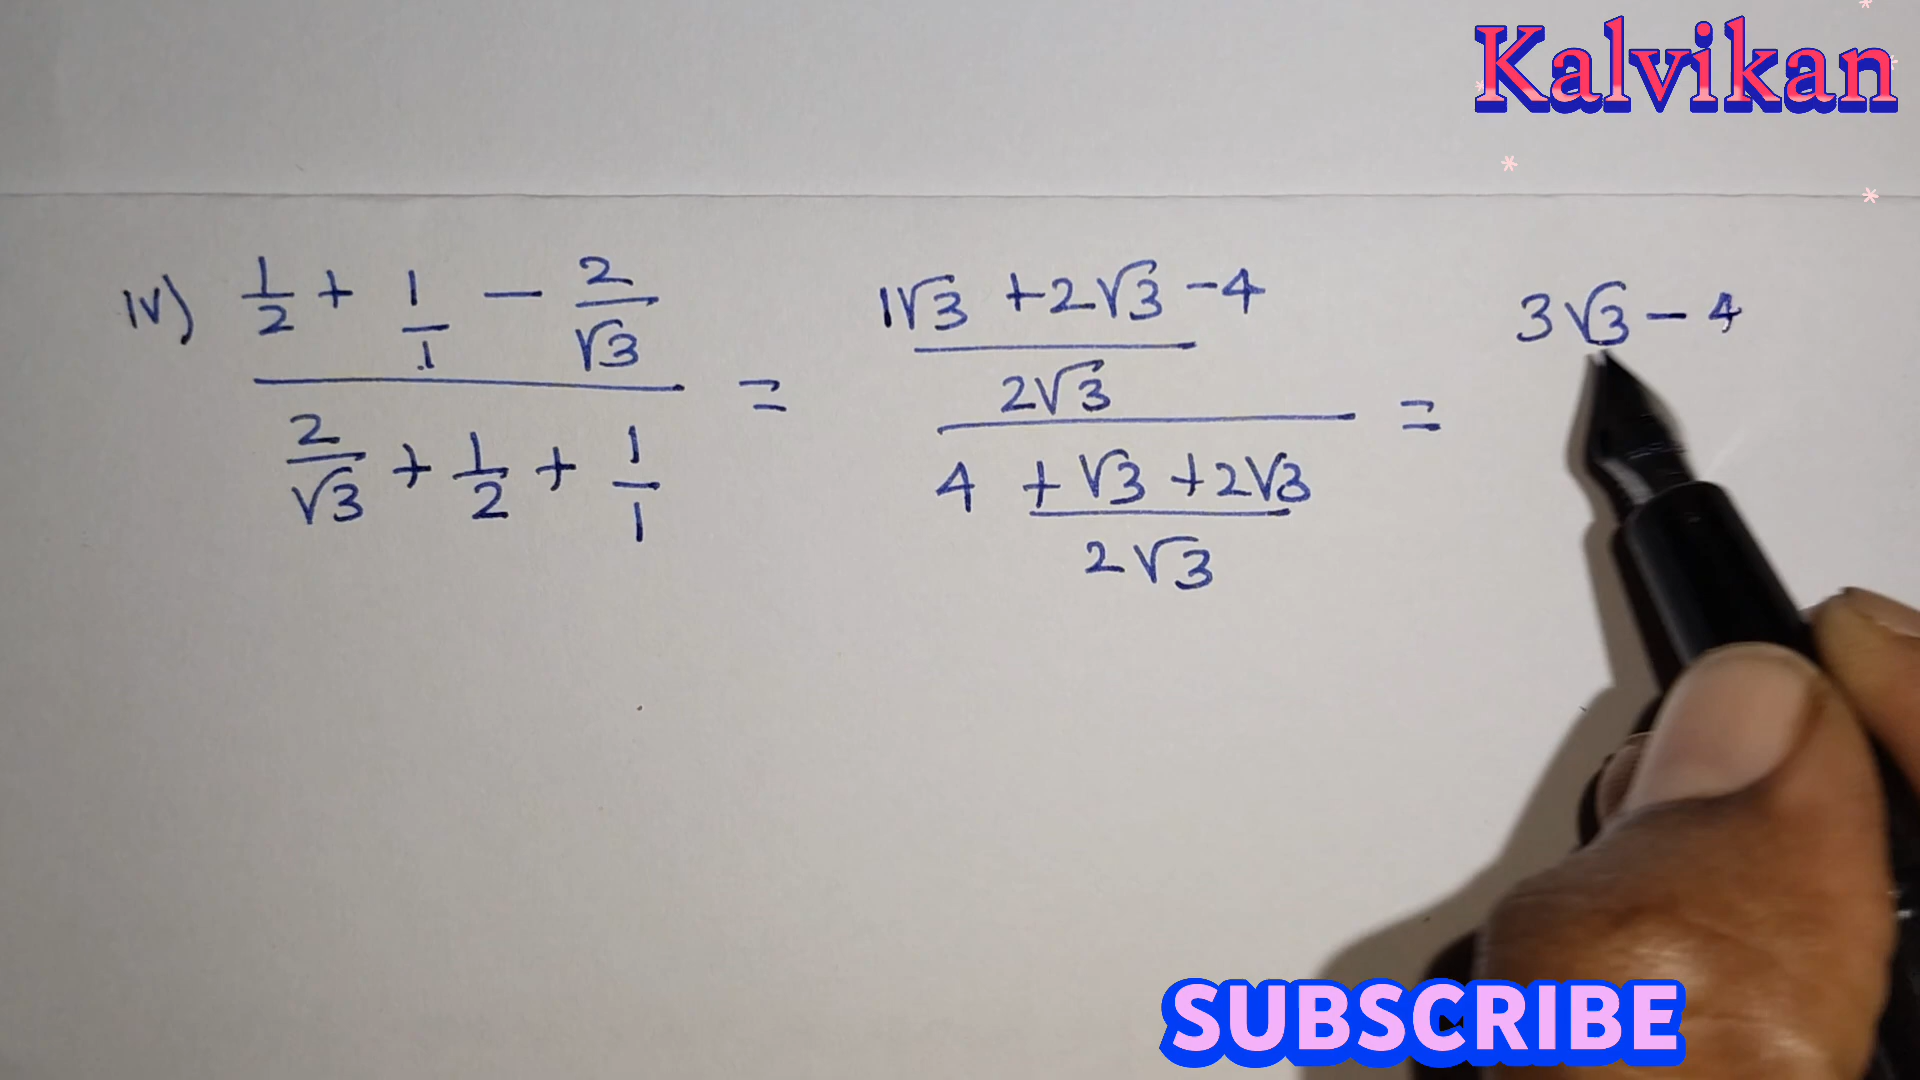 Kalvikan
iv) 1/2 + 1/1 - 2/√3 = 1√3 + 2√3 - 4 = 3√3 - 4
2√3
2/√3 + 1/2 + 1/1 4 + √3 + 2√3
2√3
SUBSCRIBE